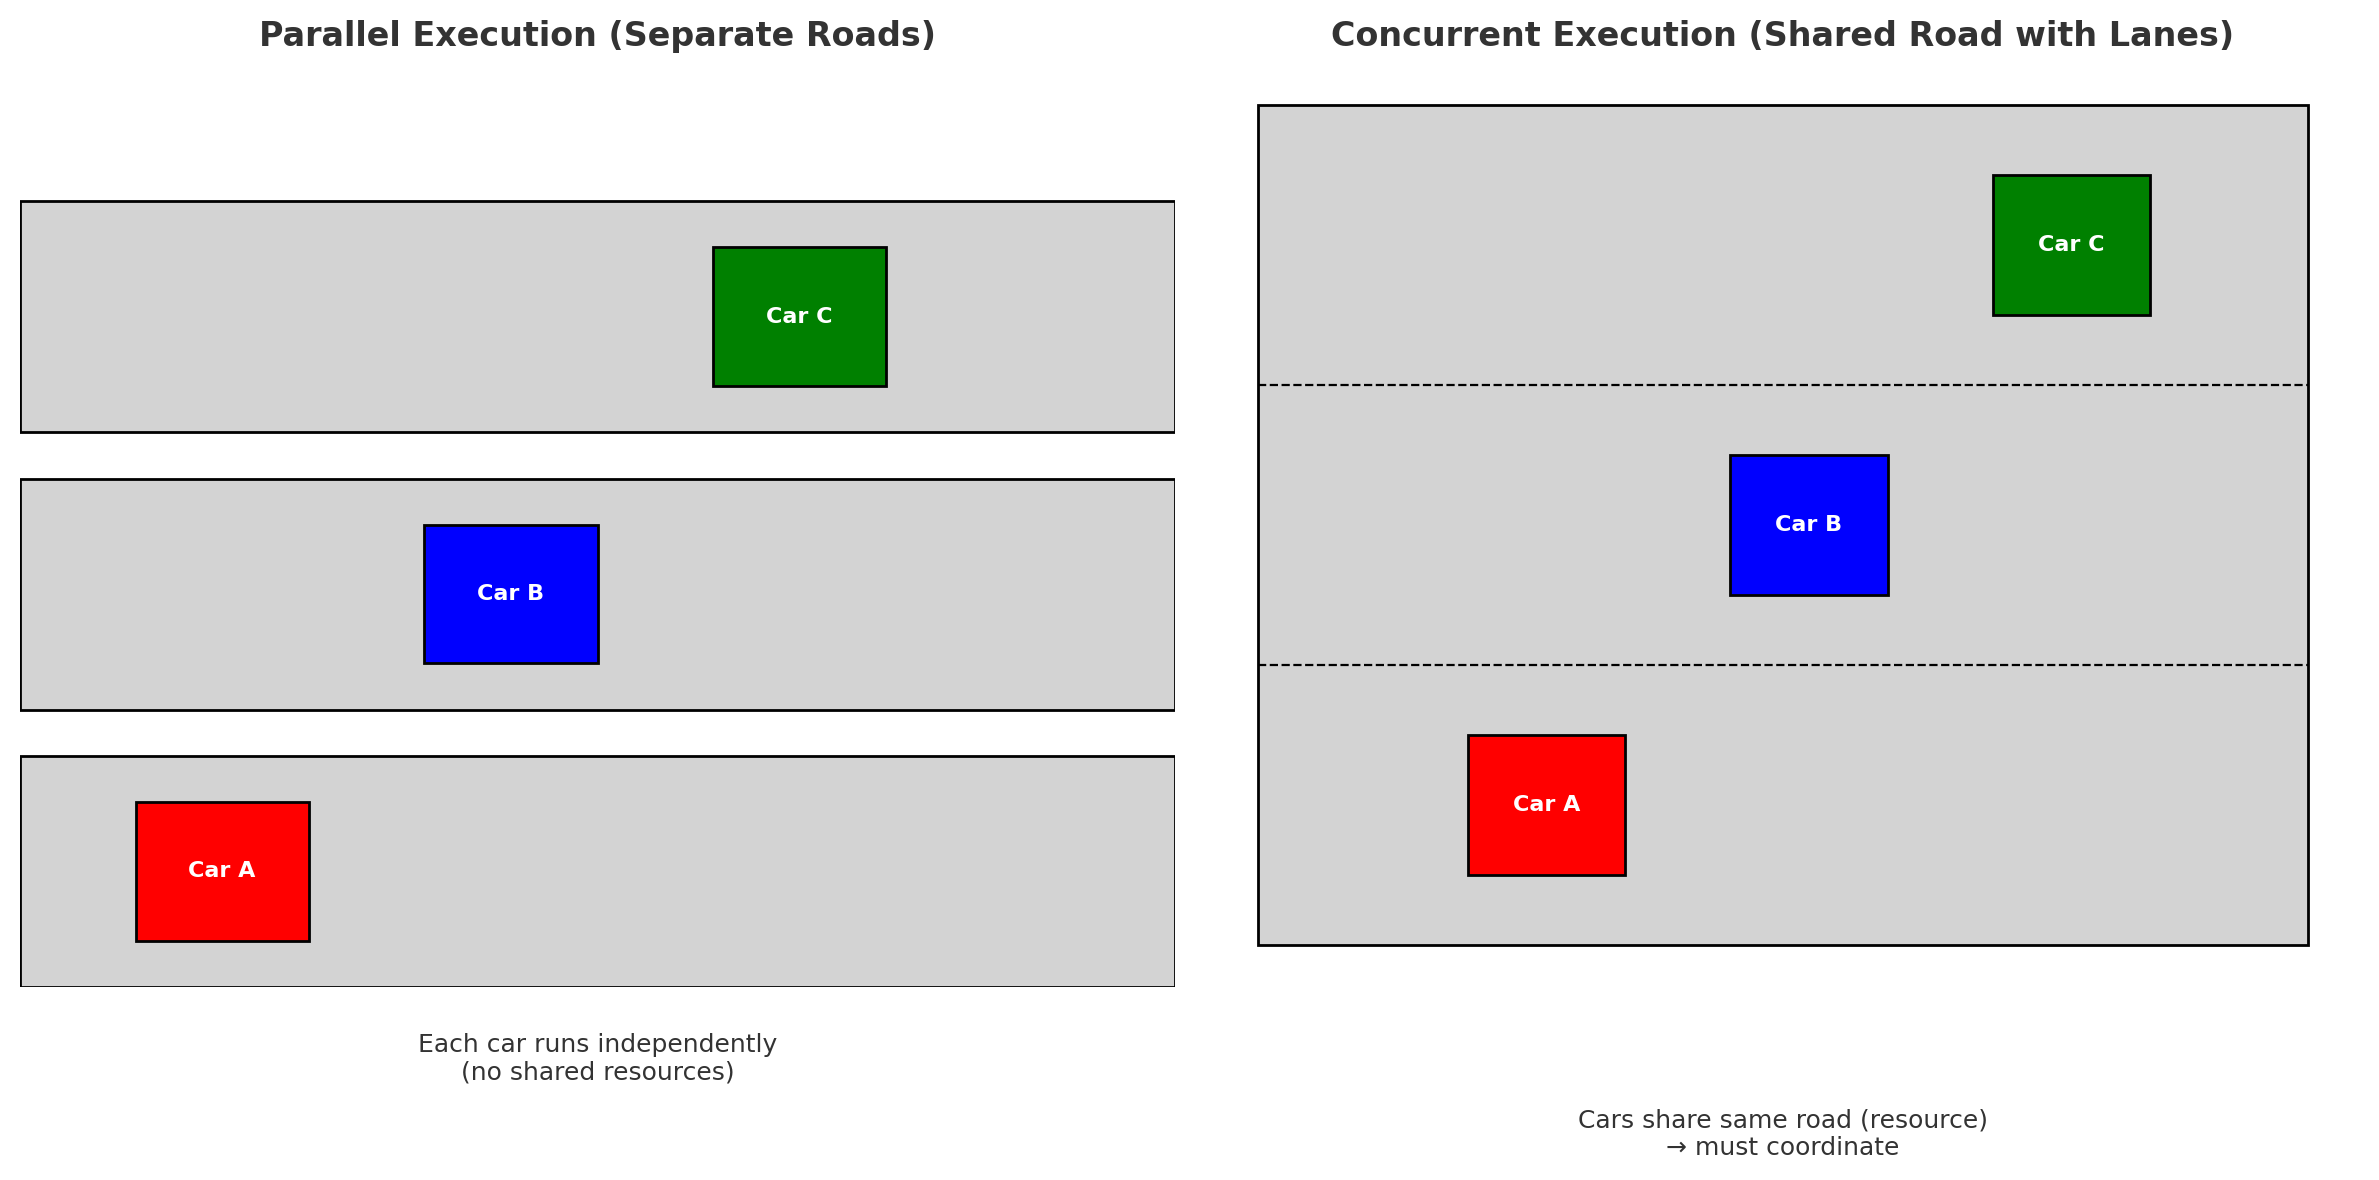 Parallel Execution (Separate Roads)
Car C
Car B
Car A
Each car runs independently
(no shared resources)
Concurrent Execution (Shared Road with Lanes)
Car C
Car B
Car A
Cars share same road (resource)
→ must coordinate